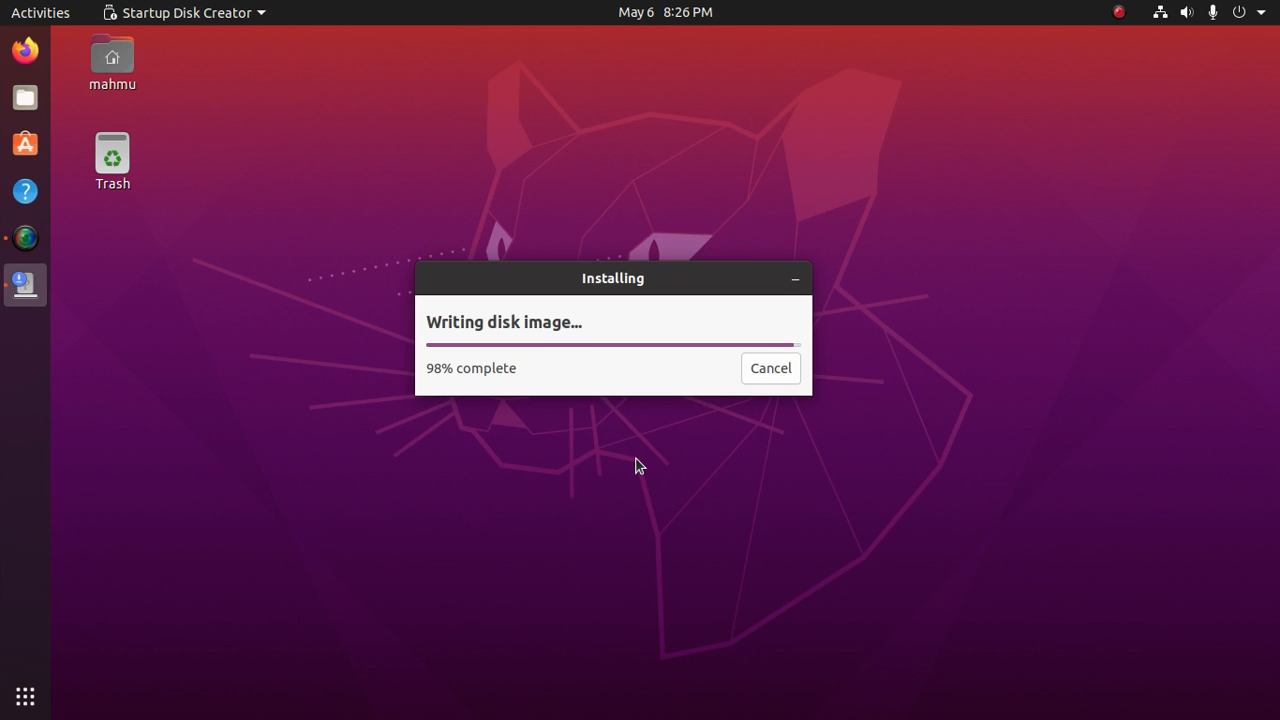 Activities
Startup Disk Creator
May 6 8:26 PM
mahmu
Trash
Installing
Writing disk image...
98% complete
Cancel